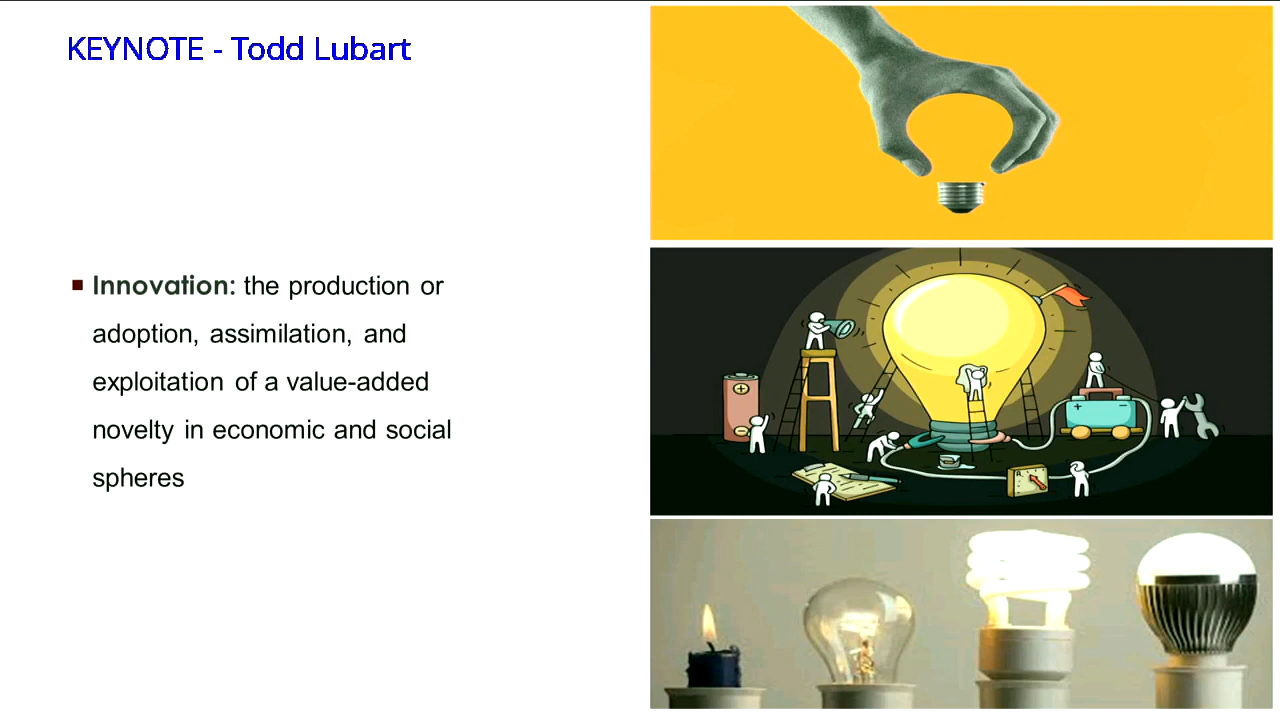 KEYNOTE - Todd Lubart
▪ Innovation: the production or
adoption, assimilation, and
exploitation of a value-added
novelty in economic and social
spheres